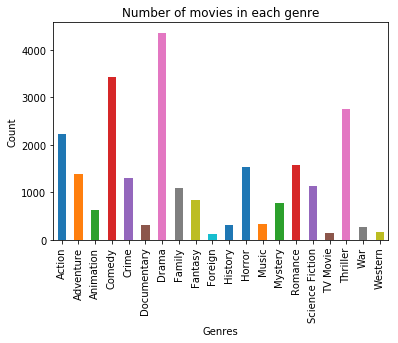 Number of movies in each genre
Count
4000
3000
2000
1000
0
Action
Adventure
Animation
Comedy
Crime
Documentary
Drama
Family
Fantasy
Foreign
History
Horror
Music
Mystery
Romance
Science Fiction
TV Movie
Thriller
War
Western
Genres